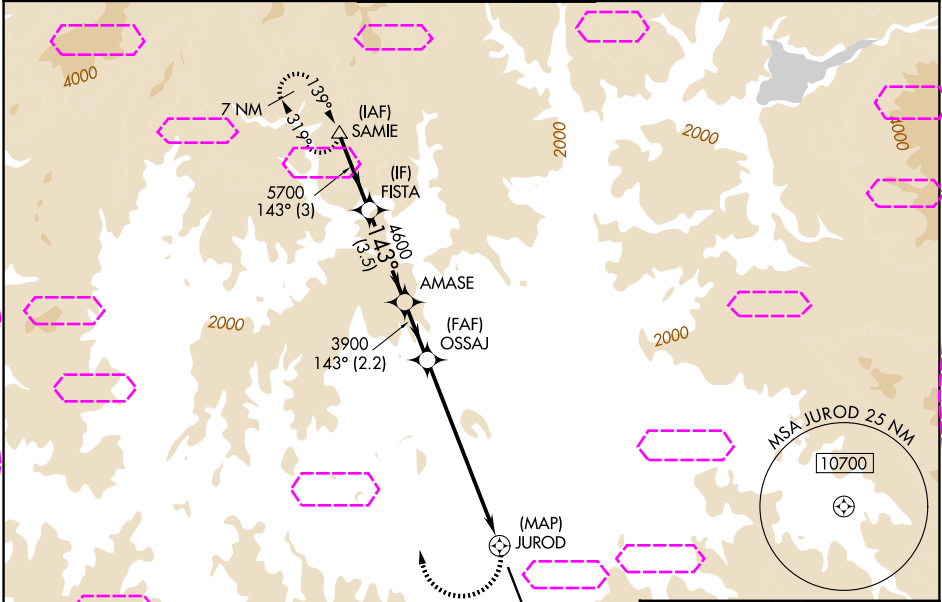 4000
7 NM
139°
319°
(IAF)
SAMIE
5700
143° (3)
(IF)
FISTA
4600
143°
(3.5)
AMASE
3900
143° (2.2)
(FAF)
OSSAJ
2000
2000
2000
4000
2000
MSA JUROD 25 NM
10700
(MAP)
JUROD